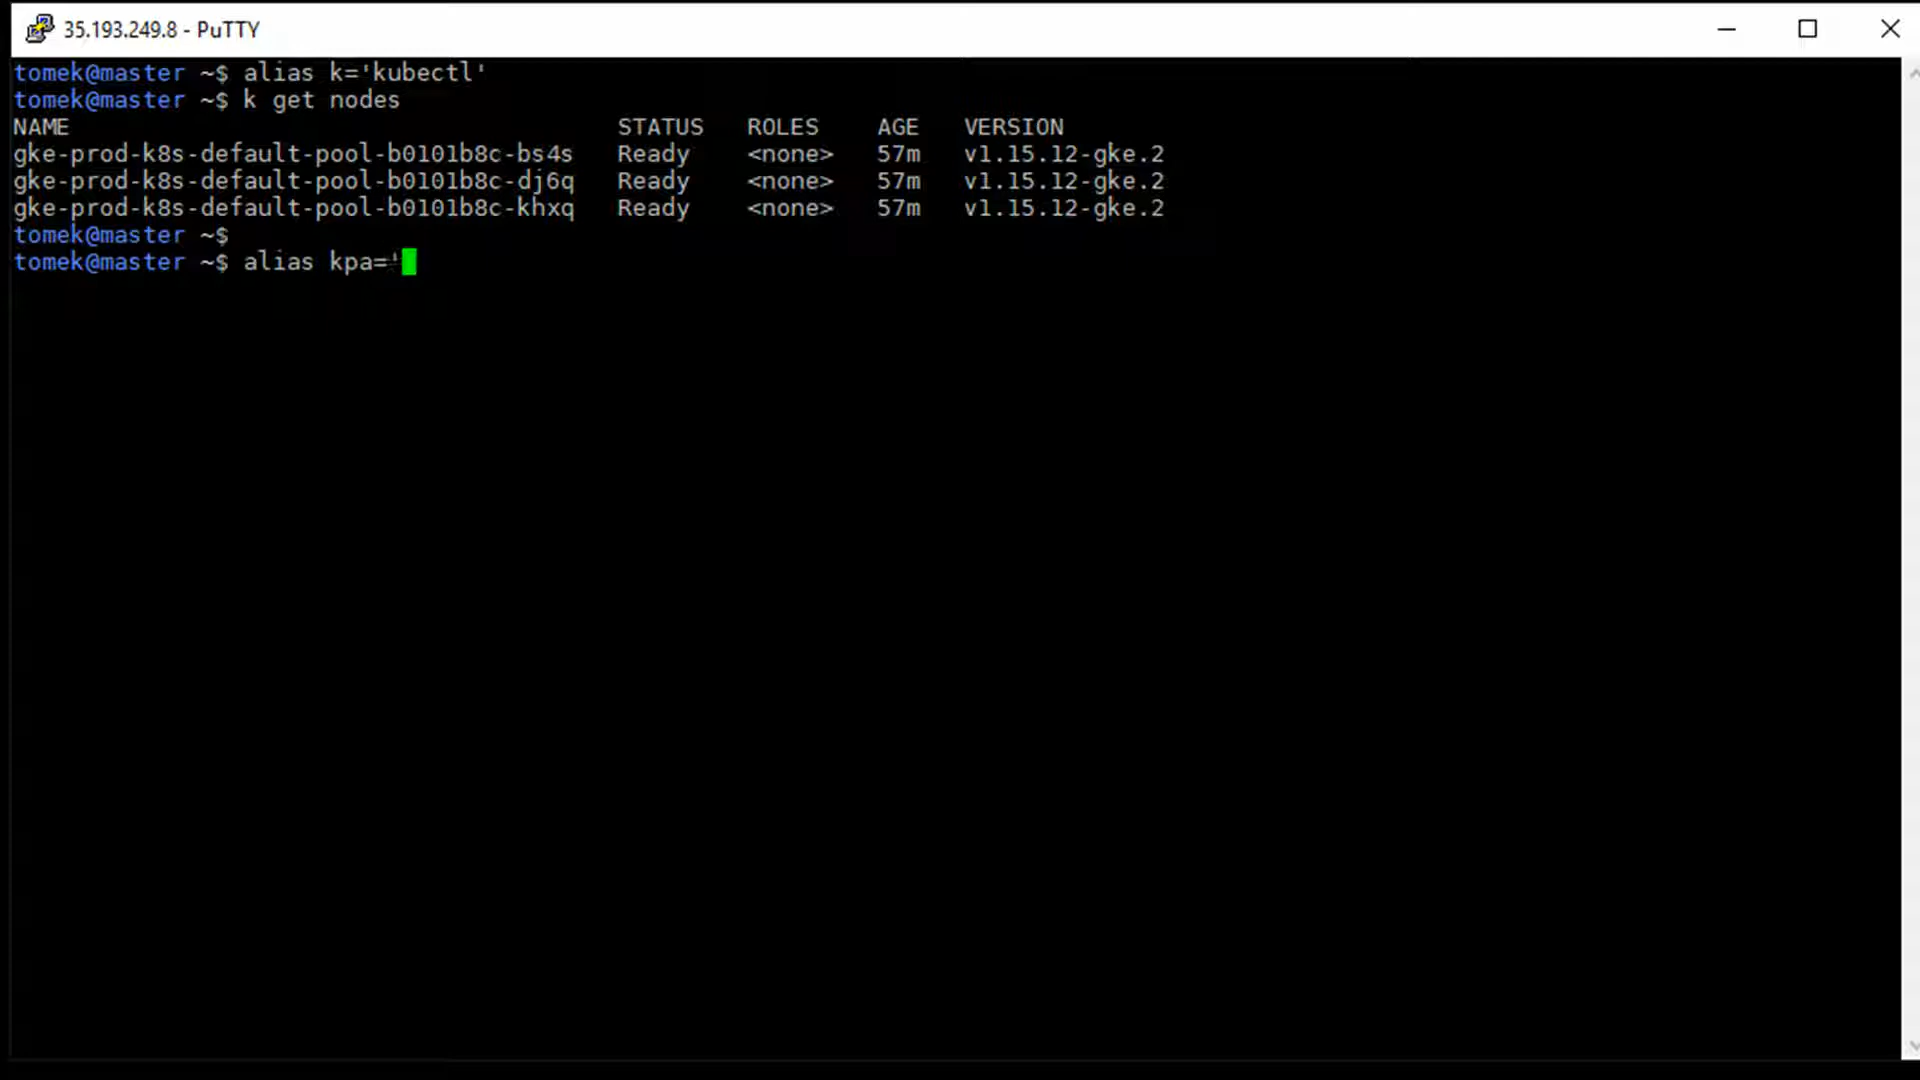 35.193.249.8 - PuTTY
tomek@master ~$ alias k='kubectl'
tomek@master ~$ k get nodes
NAME                                      STATUS   ROLES    AGE   VERSION
gke-prod-k8s-default-pool-b0101b8c-bs4s   Ready    <none>   57m   v1.15.12-gke.2
gke-prod-k8s-default-pool-b0101b8c-dj6q   Ready    <none>   57m   v1.15.12-gke.2
gke-prod-k8s-default-pool-b0101b8c-khxq   Ready    <none>   57m   v1.15.12-gke.2
tomek@master ~$
tomek@master ~$ alias kpa='